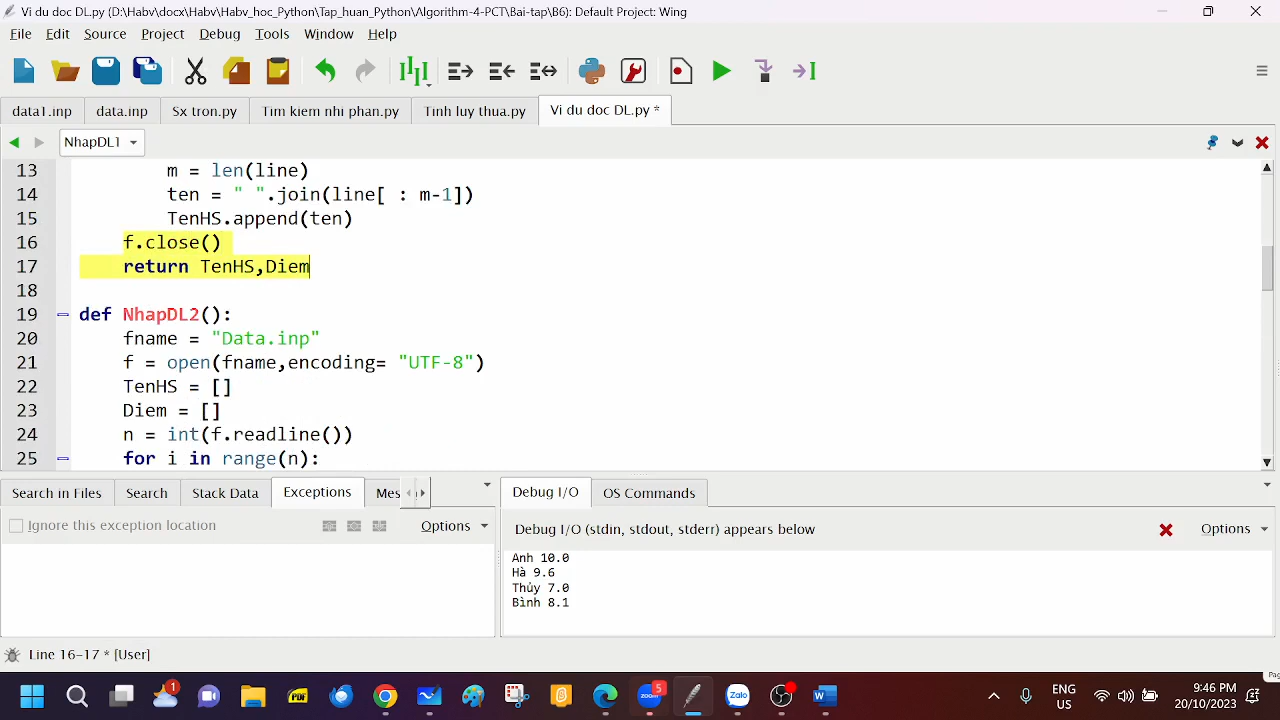 Vi du doc DL.py (D:\Habv\docx\Habv\Habv_hoc_Python\Tap_huan_Python\Algorithm-4-PCT\Bai-tap\B6): Default Project: Wing
File Edit Source Project Debug Tools Window Help
data1.inp data.inp Sx tron.py Tim kiem nhi phan.py Tinh luy thua.py Vi du doc DL.py *
NhapDL1
13 m = len(line)
14 ten = " ".join(line[ : m-1])
15 TenHS.append(ten)
16 f.close()
17 return TenHS,Diem
18
19 def NhapDL2():
20 fname = "Data.inp"
21 f = open(fname,encoding= "UTF-8")
22 TenHS = []
23 Diem = []
24 n = int(f.readline())
25 for i in range(n):
Search in Files Search Stack Data Exceptions Mes Debug I/O OS Commands
Ignore this exception location Options Debug I/O (stdin, stdout, stderr) appears below Options
Anh 10.0
Hà 9.6
Thủy 7.0
Bình 8.1
Line 16-17 * [User]
Pag
1 PDF zoom 5 Zalo ENG US 9:46 PM 20/10/2023